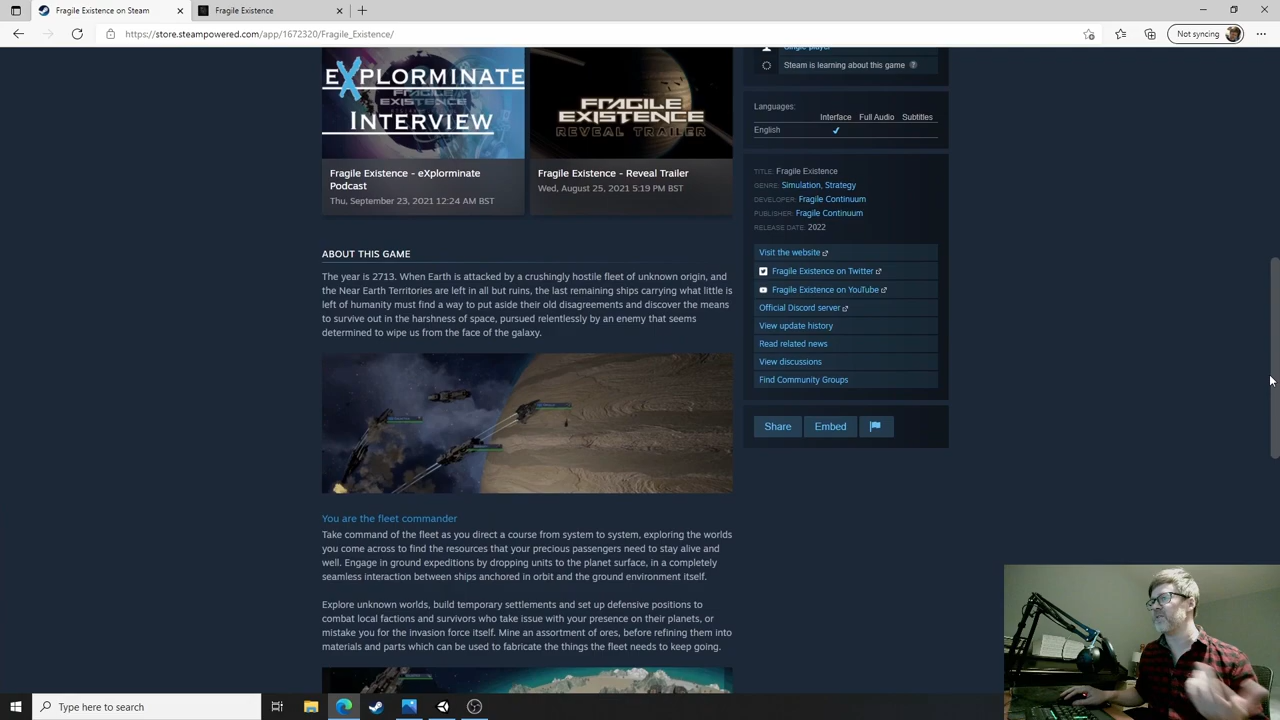 Fragile Existence on Steam
Fragile Existence
https://store.steampowered.com/app/1672320/Fragile_Existence/
Not syncing
EXPLORMINATE
FRAGILE
EXISTENCE
INTERVIEW
Fragile Existence - eXplorminate
Podcast
Thu, September 23, 2021 12:24 AM BST
FRAGILE
EXISTENCE
REVEAL TRAILER
Fragile Existence - Reveal Trailer
Wed, August 25, 2021 5:19 PM BST
ABOUT THIS GAME
The year is 2713. When Earth is attacked by a crushingly hostile fleet of unknown origin, and
the Near Earth Territories are left in all but ruins, the last remaining ships carrying what little is
left of humanity must find a way to put aside their old disagreements and discover the means
to survive out in the harshness of space, pursued relentlessly by an enemy that seems
determined to wipe us from the face of the galaxy.
You are the fleet commander
Take command of the fleet as you direct a course from system to system, exploring the worlds
you come across to find the resources that your precious passengers need to stay alive and
well. Engage in ground expeditions by dropping units to the planet surface, in a completely
seamless interaction between ships anchored in orbit and the ground environment itself.
Explore unknown worlds, build temporary settlements and set up defensive positions to
combat local factions and survivors who take issue with your presence on their planets, or
mistake you for the invasion force itself. Mine an assortment of ores, before refining them into
materials and parts which can be used to fabricate the things the fleet needs to keep going.
Single-player
Steam is learning about this game
Languages:
Interface Full Audio Subtitles
English ✔
TITLE: Fragile Existence
GENRE: Simulation, Strategy
DEVELOPER: Fragile Continuum
PUBLISHER: Fragile Continuum
RELEASE DATE: 2022
Visit the website
Fragile Existence on Twitter
Fragile Existence on YouTube
Official Discord server
View update history
Read related news
View discussions
Find Community Groups
Share Embed
Type here to search